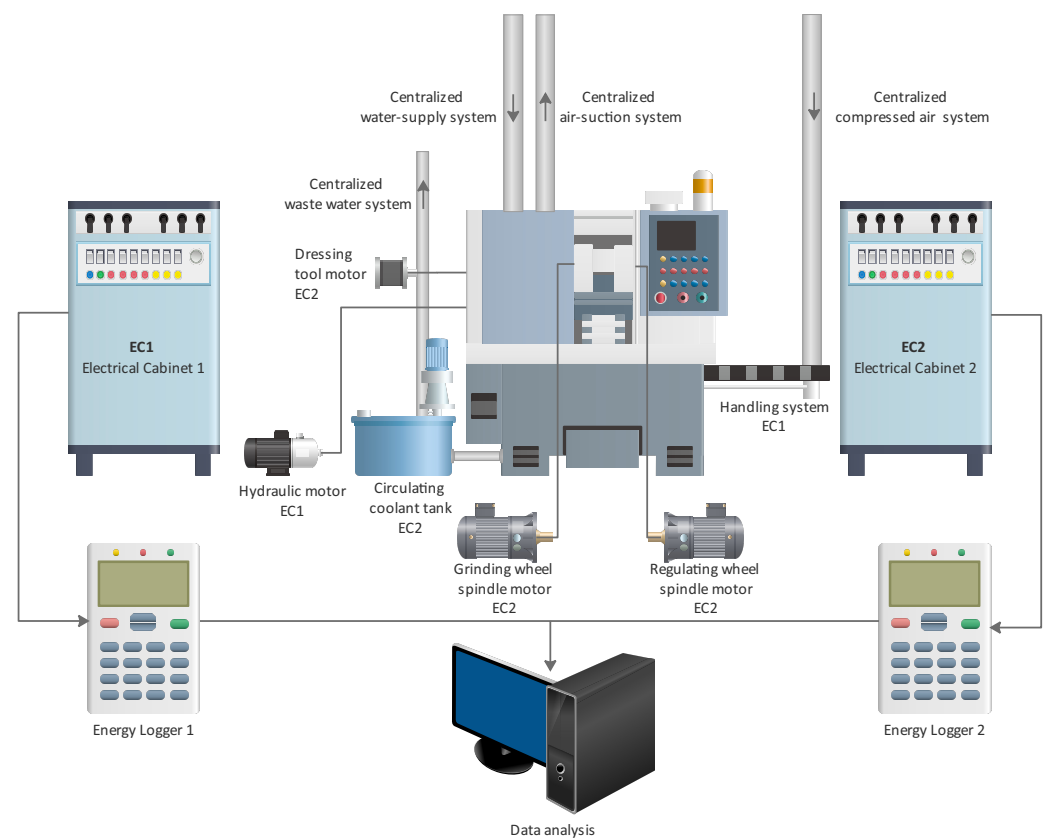 Centralized
water-supply system
Centralized
air-suction system
Centralized
compressed air system
Centralized
waste water system
Dressing
tool motor
EC2
EC1
Electrical Cabinet 1
EC2
Electrical Cabinet 2
Handling system
EC1
Hydraulic motor
EC1
Circulating
coolant tank
EC2
Grinding wheel
spindle motor
EC2
Regulating wheel
spindle motor
EC2
Energy Logger 1
Energy Logger 2
Data analysis